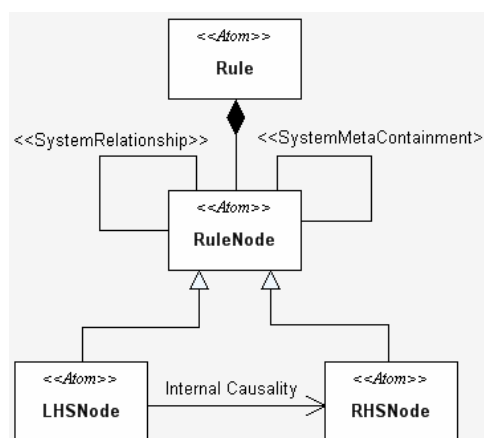 <<Atom>>
Rule
<<SystemRelationship>>
<<SystemMetaContainment>
<<Atom>>
RuleNode
<<Atom>>
LHSNode
Internal Causality
<<Atom>>
RHSNode